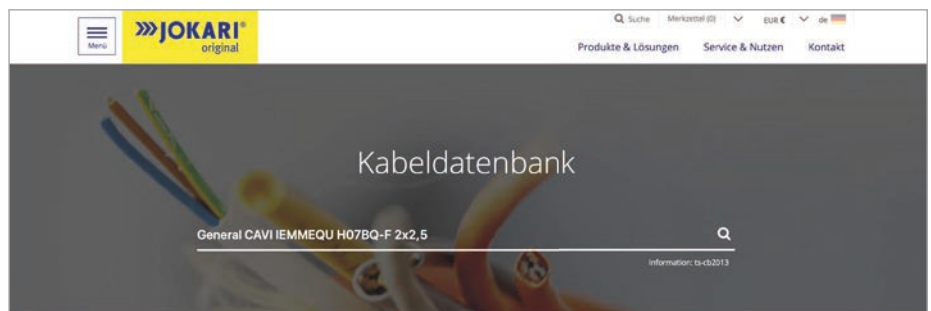 Suche Merkzettel (0) EUR € de
Menü
»»JOKARI®
original
Produkte & Lösungen Service & Nutzen Kontakt
Kabeldatenbank
General CAVI IEMMEQU H07BQ-F 2x2,5
Information: ts-cb2013